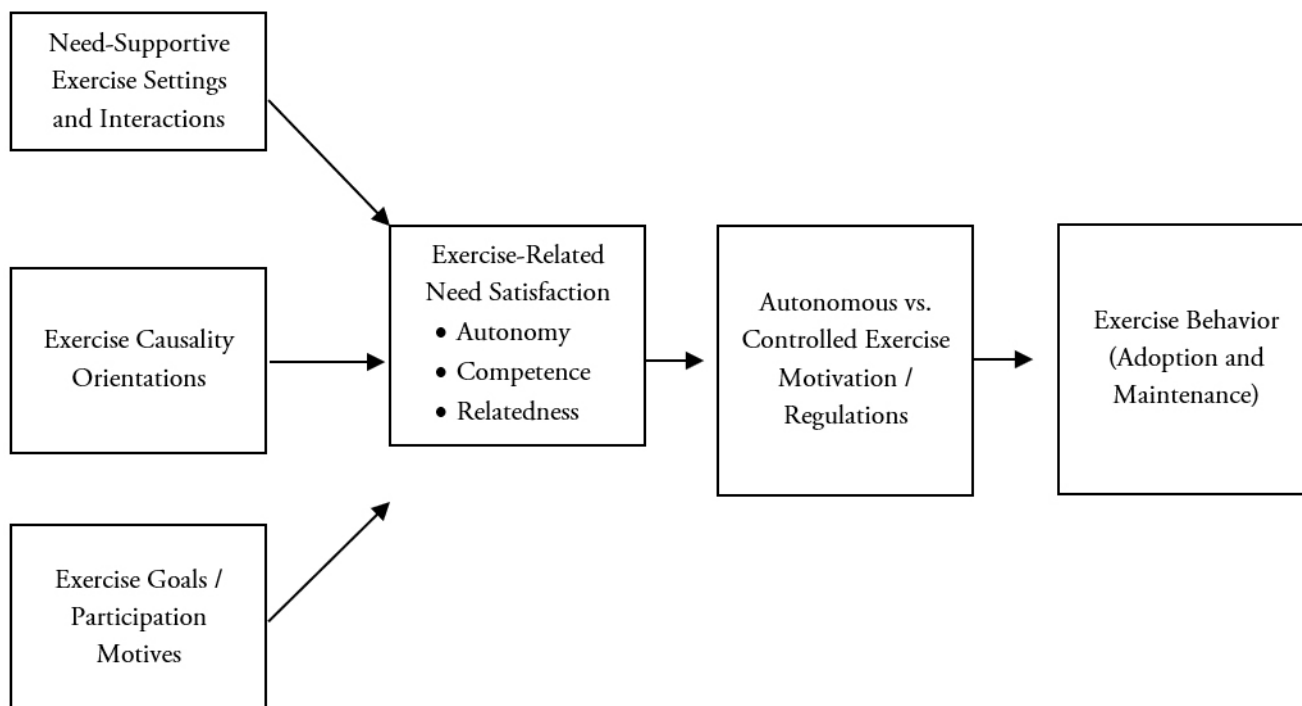 Need-Supportive
Exercise Settings
and Interactions
Exercise Causality
Orientations
Exercise Goals /
Participation
Motives
Exercise-Related
Need Satisfaction
• Autonomy
• Competence
• Relatedness
Autonomous vs.
Controlled Exercise
Motivation /
Regulations
Exercise Behavior
(Adoption and
Maintenance)